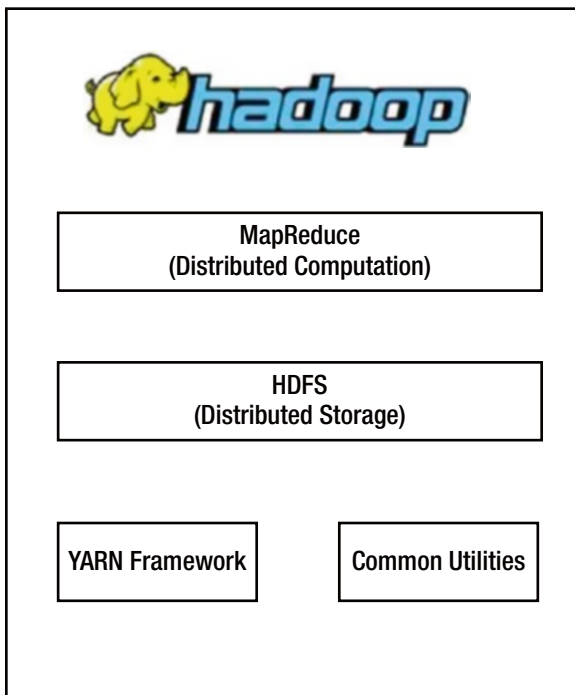 hadoop
MapReduce
(Distributed Computation)
HDFS
(Distributed Storage)
YARN Framework
Common Utilities